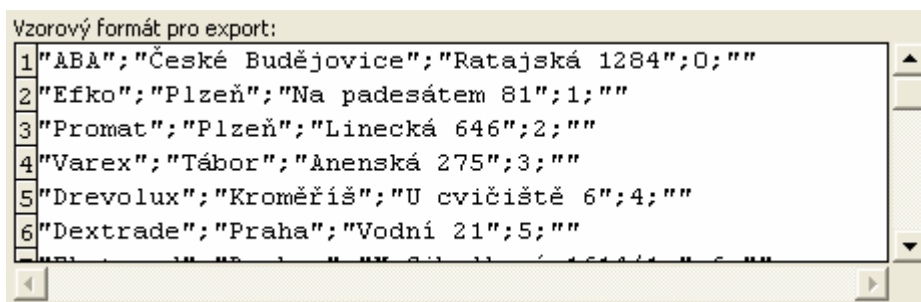 Vzorový formát pro export:
1 "ABA";"České Budějovice";"Ratajská 1284";0;""
2 "Efko";"Plzeň";"Na padesátem 81";1;""
3 "Promat";"Plzeň";"Linecká 646";2;""
4 "Varex";"Tábor";"Anenská 275";3;""
5 "Drevolux";"Kroměříš";"U cvičiště 6";4;""
6 "Dextrade";"Praha";"Vodní 21";5;""